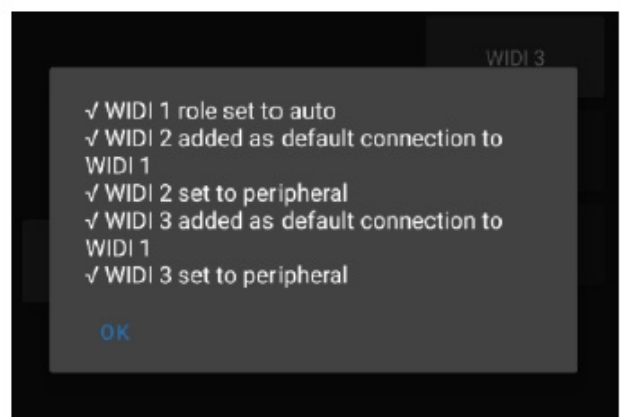 WIDI 3
√ WIDI 1 role set to auto
√ WIDI 2 added as default connection to
WIDI 1
√ WIDI 2 set to peripheral
√ WIDI 3 added as default connection to
WIDI 1
√ WIDI 3 set to peripheral
OK